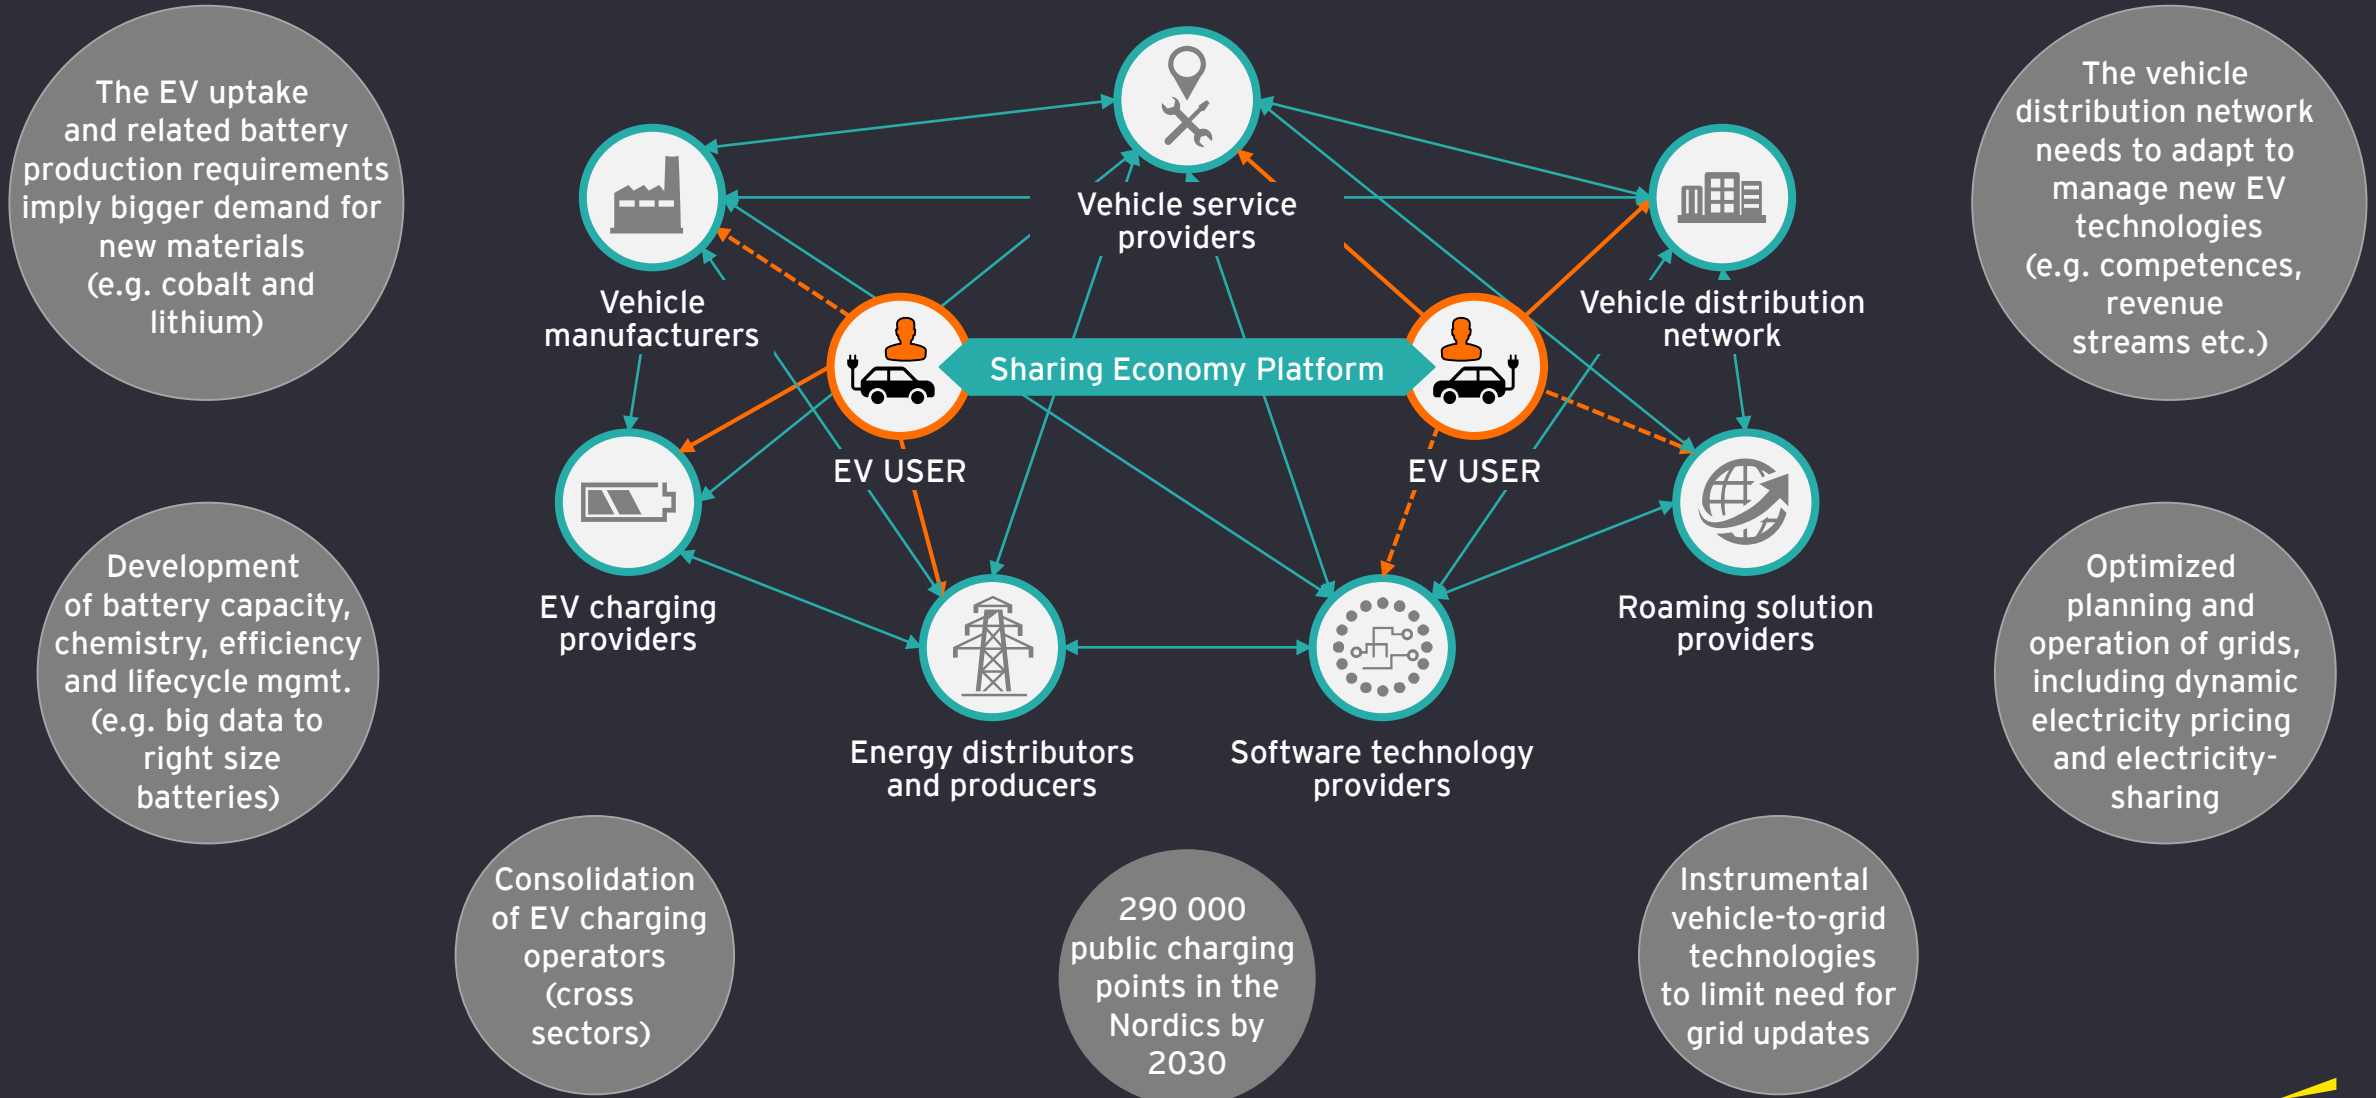 The EV uptake
and related battery
production requirements
imply bigger demand for
new materials
(e.g. cobalt and
lithium)
The vehicle
distribution network
needs to adapt to
manage new EV
technologies
(e.g. competences,
revenue
streams etc.)
Vehicle service
providers
Vehicle
manufacturers
Vehicle distribution
network
Sharing Economy Platform
EV USER
EV USER
EV charging
providers
Roaming solution
providers
Energy distributors
and producers
Software technology
providers
Development
of battery capacity,
chemistry, efficiency
and lifecycle mgmt.
(e.g. big data to
right size
batteries)
Optimized
planning and
operation of grids,
including dynamic
electricity pricing
and electricity-
sharing
Consolidation
of EV charging
operators
(cross
sectors)
290 000
public charging
points in the
Nordics by
2030
Instrumental
vehicle-to-grid
technologies
to limit need for
grid updates